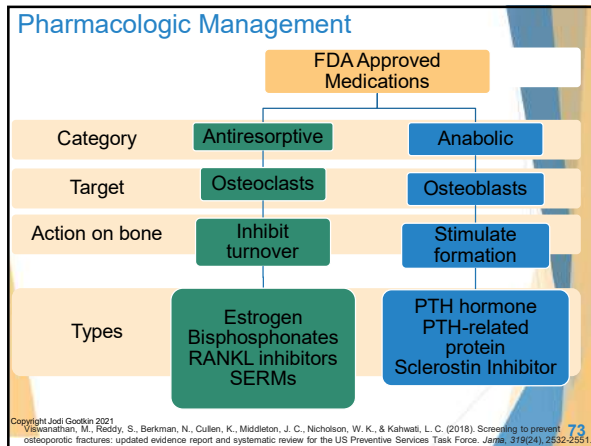 Pharmacologic Management
FDA Approved
Medications
Category
Antiresorptive
Anabolic
Target
Osteoclasts
Osteoblasts
Action on bone
Inhibit
turnover
Stimulate
formation
Types
Estrogen
Bisphosphonates
RANKL inhibitors
SERMs
PTH hormone
PTH-related
protein
Sclerostin Inhibitor
Copyright Jodi Gootkin 2021
Viswanathan, M., Reddy, S., Berkman, N., Cullen, K., Middleton, J. C., Nicholson, W. K., & Kahwati, L. C. (2018). Screening to prevent
osteoporotic fractures: updated evidence report and systematic review for the US Preventive Services Task Force. Jama, 319(24), 2532-2551.
73